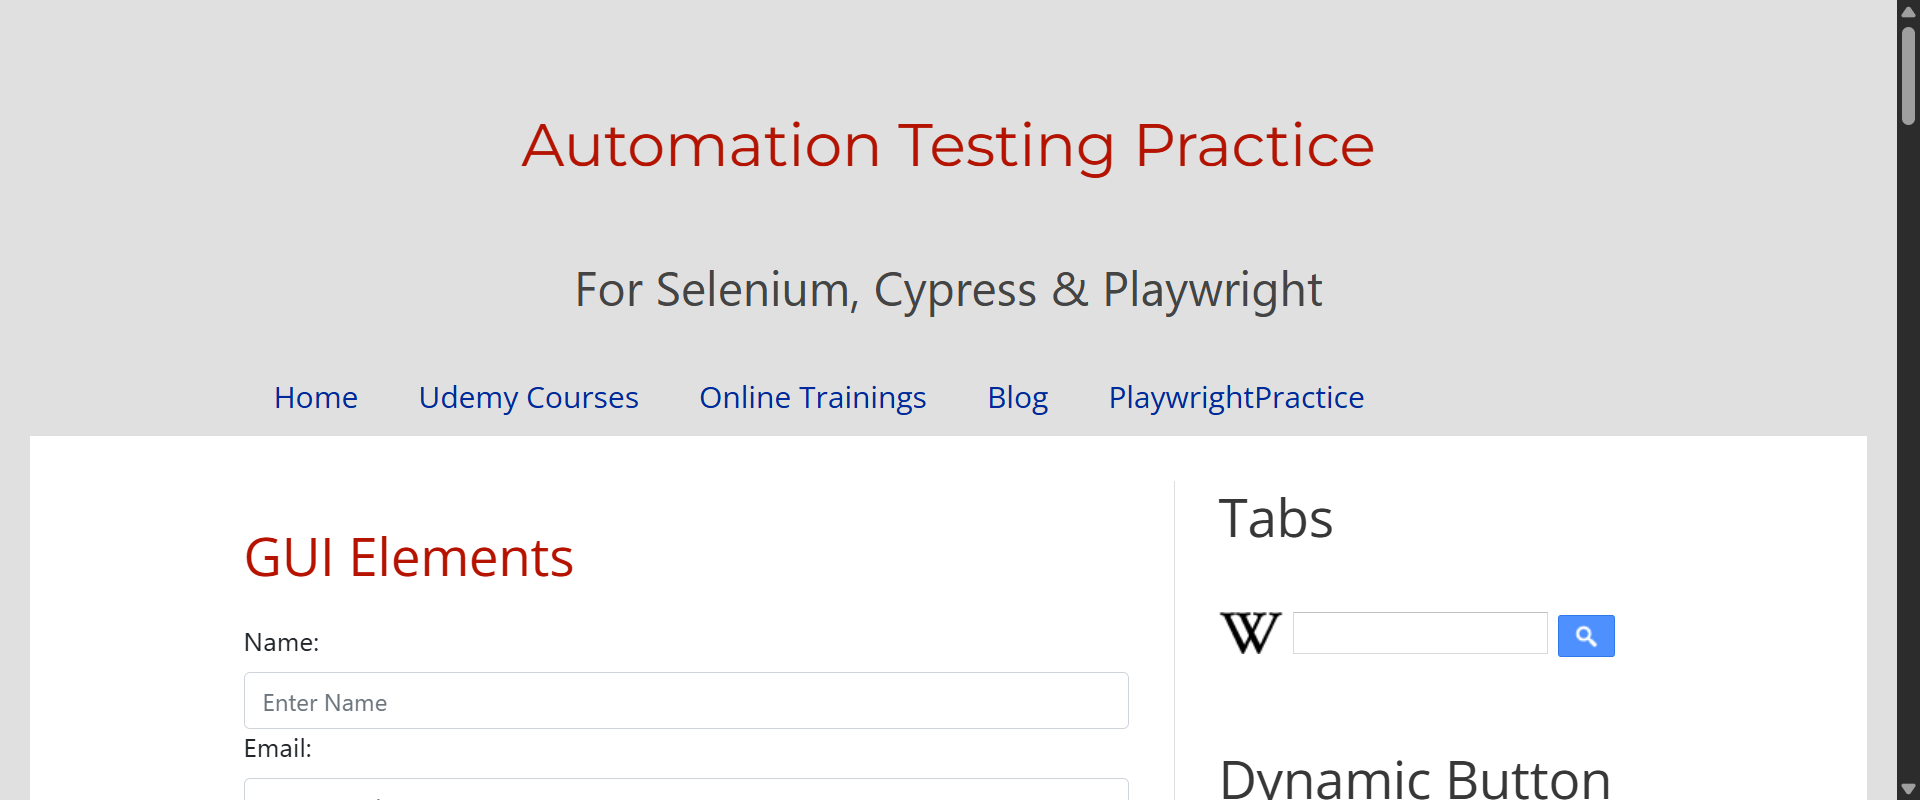 Automation Testing Practice
For Selenium, Cypress & Playwright
Home Udemy Courses Online Trainings Blog PlaywrightPractice
GUI Elements
Name:
Enter Name
Email:
Tabs
W
Dynamic Button